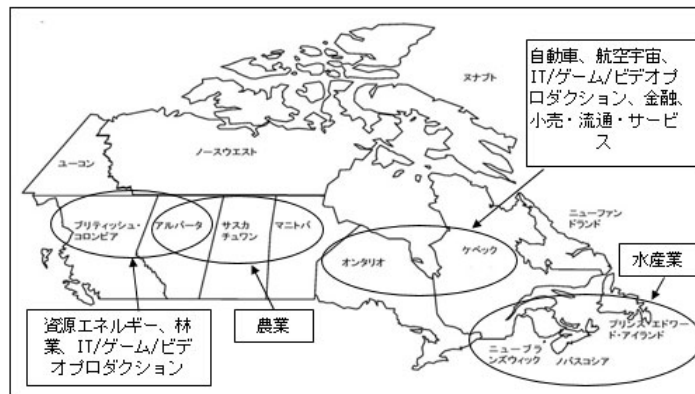 自動車、航空宇宙、
IT/ゲーム/ビデオプ
ロダクション、金融、
小売・流通・サービ
ス
ヌナブト
ユーコン
ノースウエスト
ブリティッシュ・
コロンビア
アルバータ
サスカ
チュワン
マニトバ
オンタリオ
ケベック
ニューファン
ドランド
水産業
資源エネルギー、林
業、IT/ゲーム/ビデ
オプロダクション
農業
プリンス・エドワー
ド・アイランド
ニューブラ
ンズウィック
ノバスコシア